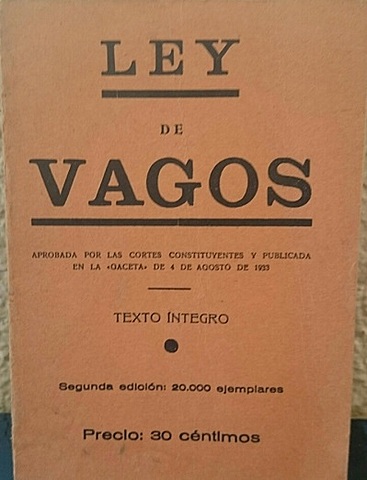 LEY
DE
VAGOS
APROBADA POR LAS CORTES CONSTITUYENTES Y PUBLICADA
EN LA «GACETA» DE 4 DE AGOSTO DE 1933
TEXTO ÍNTEGRO
Segunda edición: 20.000 ejemplares
Precio: 30 céntimos